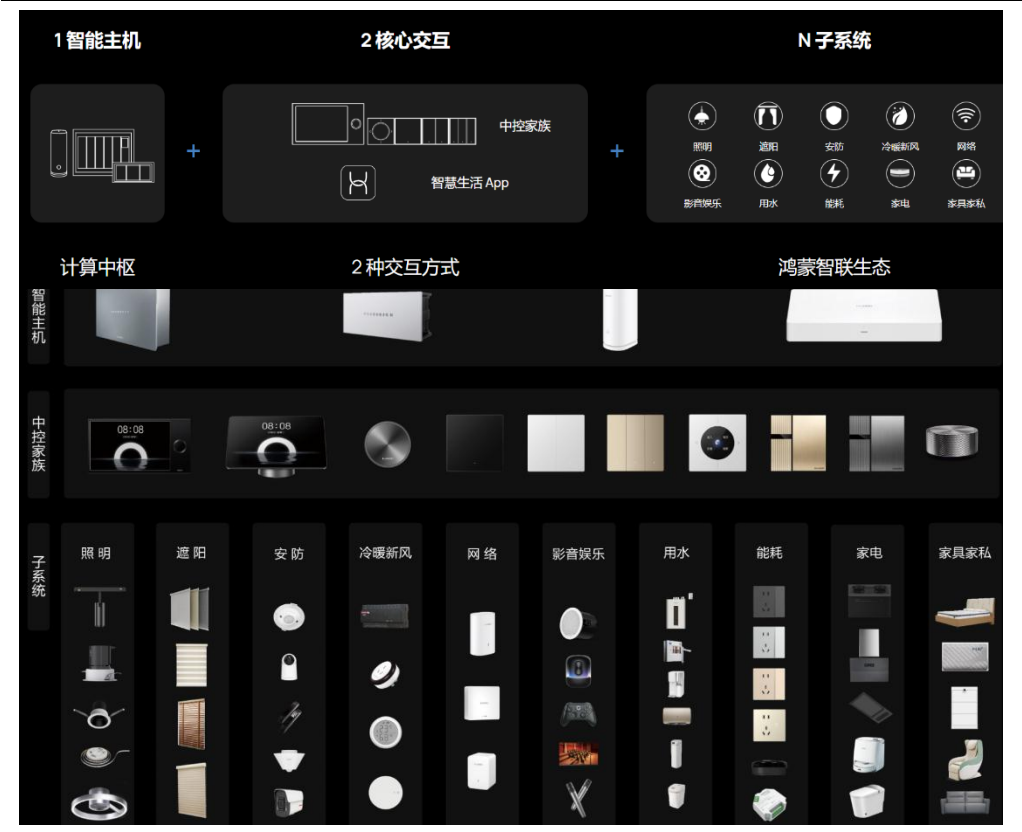 1 智能主机
2 核心交互
N 子系统
中控家族
智慧生活 App
照明
遮阳
安防
冷暖新风
网络
影音娱乐
用水
能耗
家电
家具家私
计算中枢
2 种交互方式
鸿蒙智联生态
智能主机
中控家族
08:08
08:08
子系统
照明
遮阳
安防
冷暖新风
网络
影音娱乐
用水
能耗
家电
家具家私